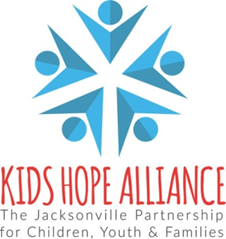 KIDS HOPE ALLIANCE
The Jacksonville Partnership
for Children, Youth & Families